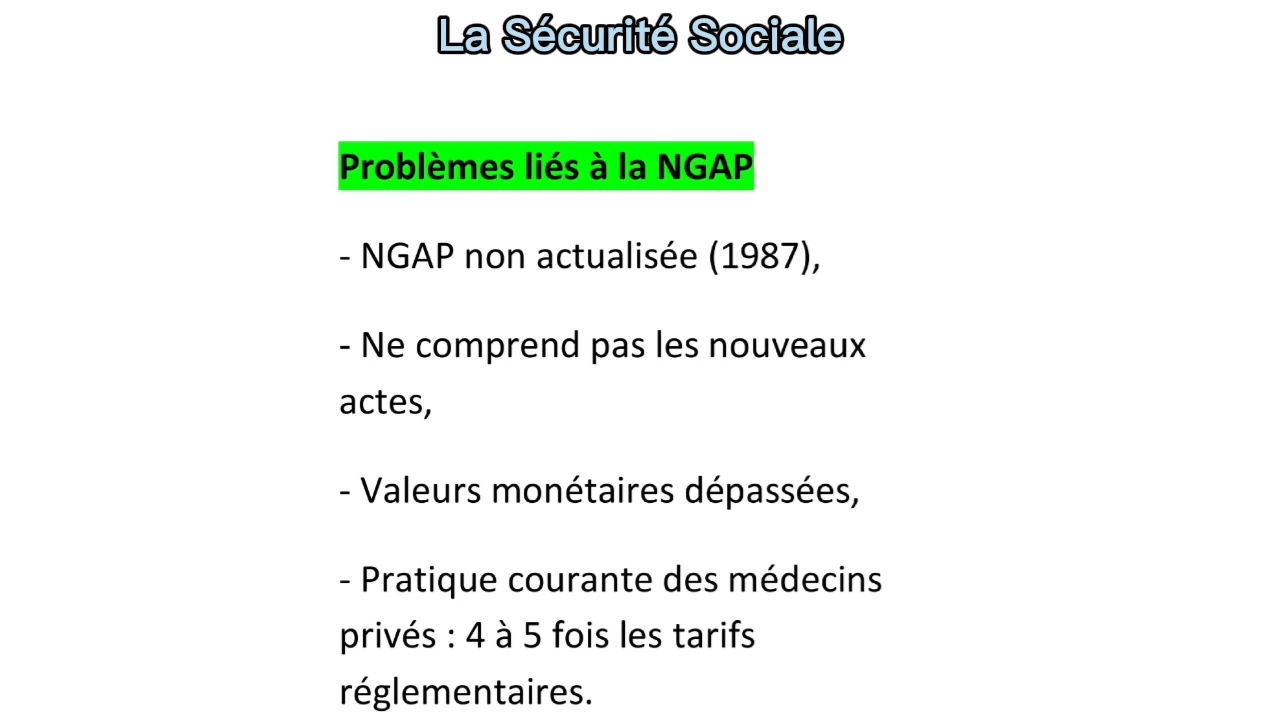 La Sécurité Sociale
Problèmes liés à la NGAP
- NGAP non actualisée (1987),
- Ne comprend pas les nouveaux
actes,
- Valeurs monétaires dépassées,
- Pratique courante des médecins
privés : 4 à 5 fois les tarifs
réglementaires.